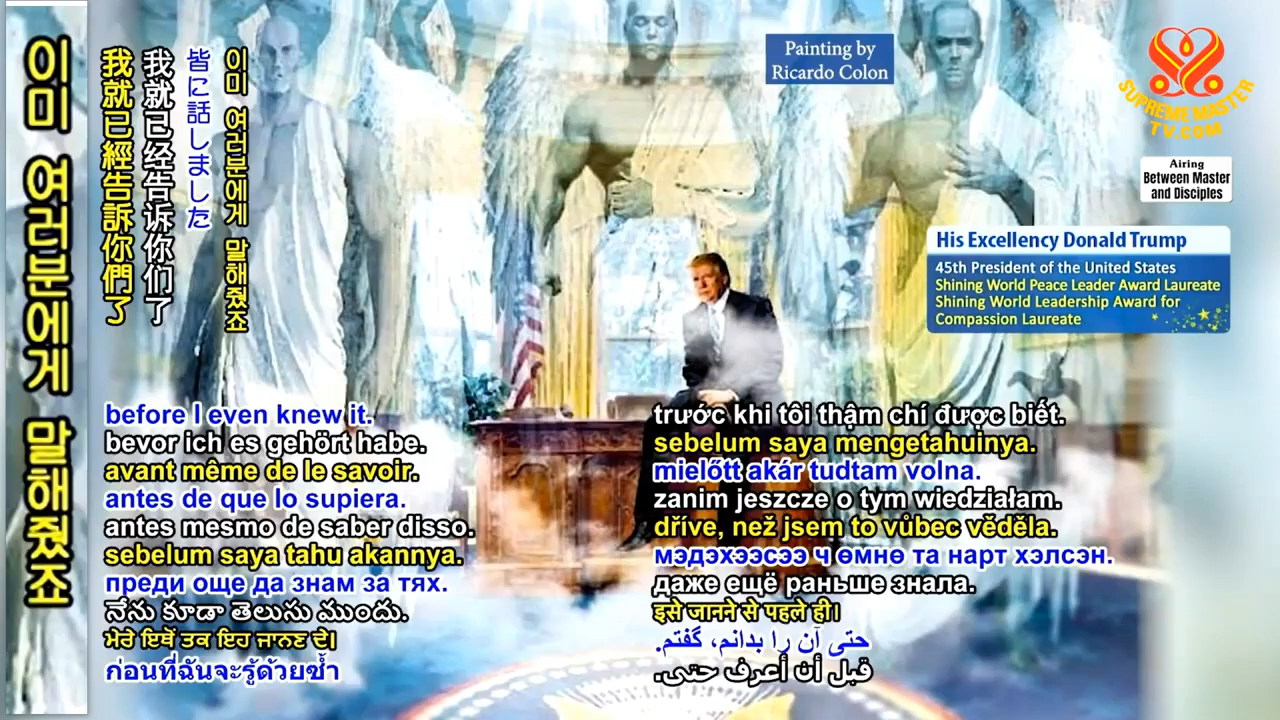 이미 여러분에게 말해줬죠
我就已經告訴你們了
我就已经告诉你们了
皆に話しました
이미 여러분에게 말해줬죠
Painting by
Ricardo Colon
SUPREME MASTER
TV.COM
Airing
Between Master
and Disciples
His Excellency Donald Trump
45th President of the United States
Shining World Peace Leader Award Laureate
Shining World Leadership Award for
Compassion Laureate
before I even knew it.
bevor ich es gehört habe.
avant même de le savoir.
antes de que lo supiera.
antes mesmo de saber disso.
sebelum saya tahu akannya.
преди още да знам за тях.
నేను కూడా తెలుసు ముందు.
ਮੇਰੇ ਇਥੋਂ ਤਕ ਇਹ ਜਾਨਣ ਦੇ।
ก่อนที่ฉันจะรู้ด้วยซ้ำ
trước khi tôi thậm chí được biết.
sebelum saya mengetahuinya.
mielőtt akár tudtam volna.
zanim jeszcze o tym wiedziałam.
dříve, než jsem to vůbec věděla.
мэдэхээсээ ч өмнө та нарт хэлсэн.
даже ещё раньше знала.
इसे जानने से पहले ही।
حتی آن را بدانم، گفتم.
قبل أن أعرف حتى.